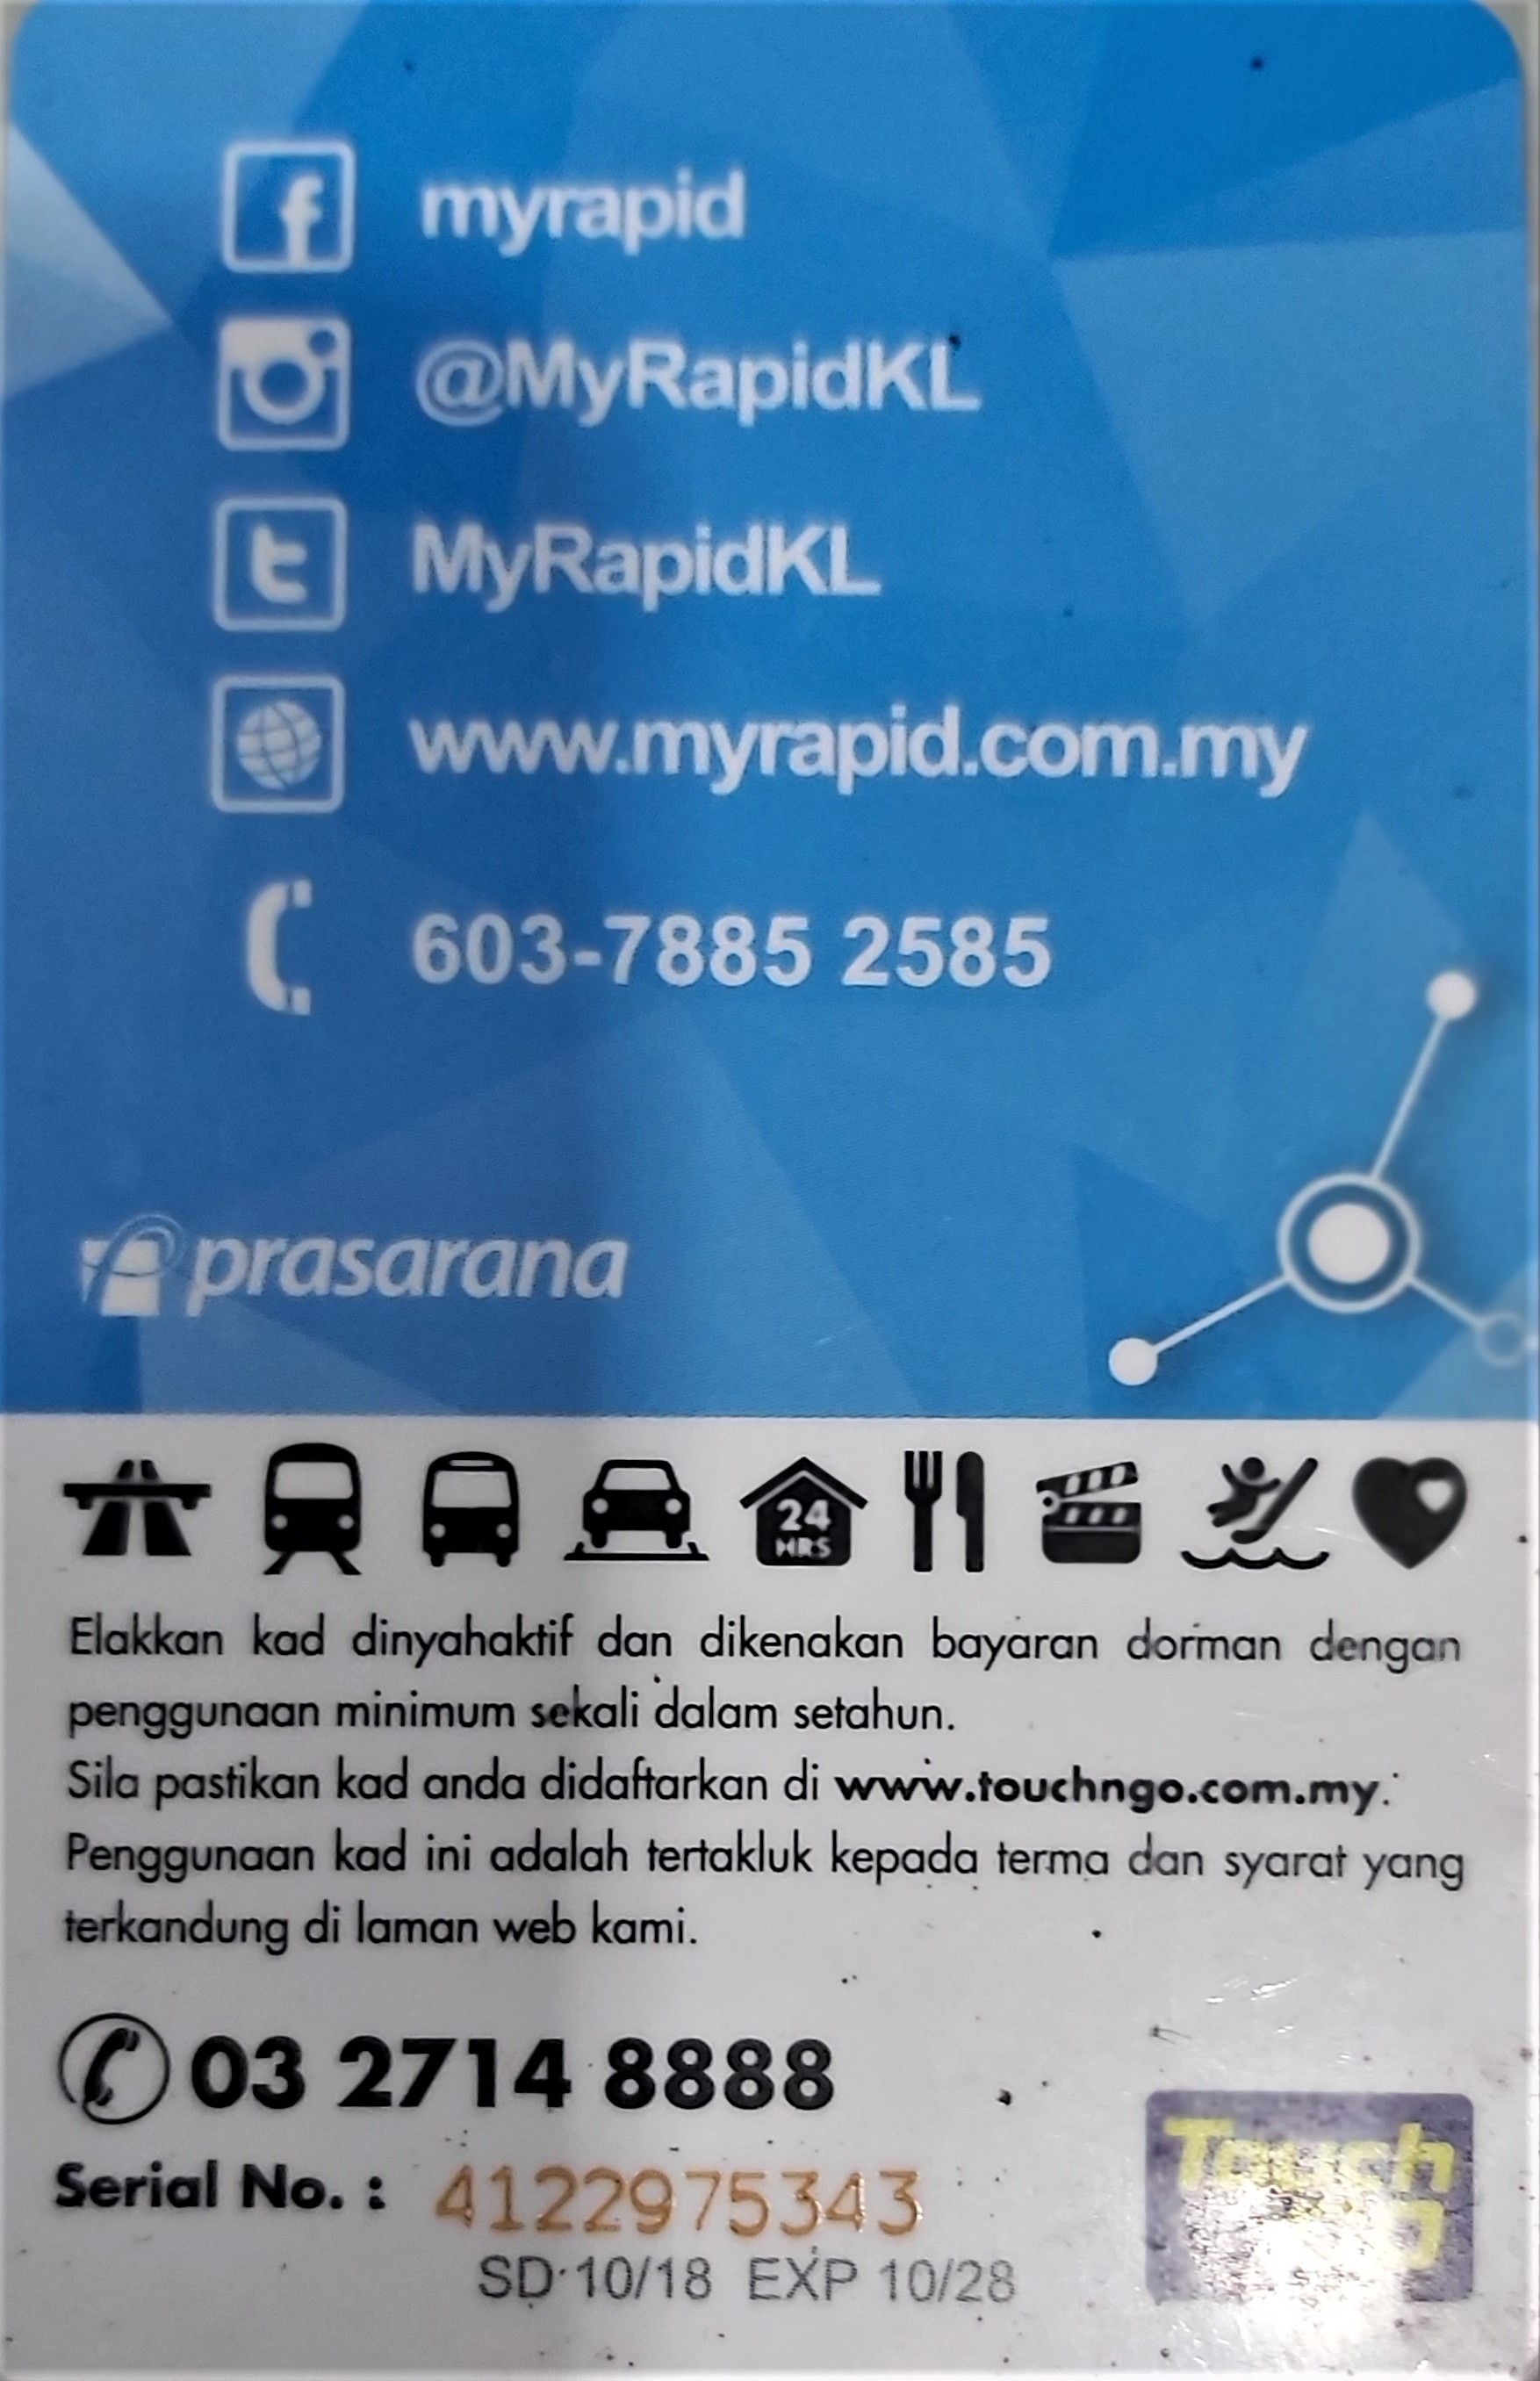 myrapid
@MyRapidKL
MyRapidKL
www.myrapid.com.my
603-7885 2585
prasarana
24
HRS
Elakkan kad dinyahaktif dan dikenakan bayaran dorman dengan
penggunaan minimum sekali dalam setahun.
Sila pastikan kad anda didaftarkan di www.touchngo.com.my.
Penggunaan kad ini adalah tertakluk kepada terma dan syarat yang
terkandung di laman web kami.
03 2714 8888
Serial No. : 4122975343
SD 10/18 EXP 10/28
Touch